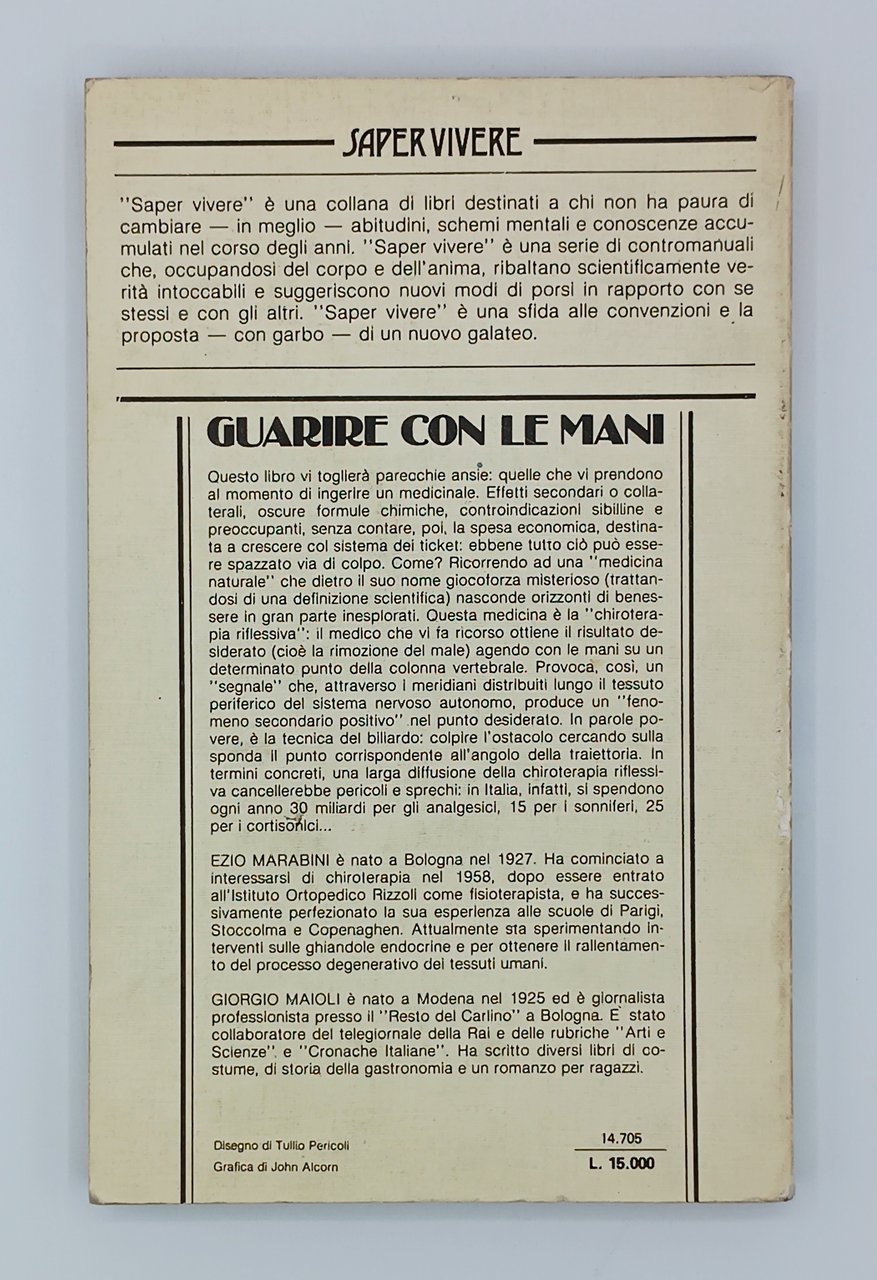 SAPER VIVERE
"Saper vivere" è una collana di libri destinati a chi non ha paura di
cambiare — in meglio — abitudini, schemi mentali e conoscenze accu-
mulati nel corso degli anni. "Saper vivere" è una serie di contromanuali
che, occupandosi del corpo e dell'anima, ribaltano scientificamente ve-
rità intoccabili e suggeriscono nuovi modi di porsi in rapporto con se
stessi e con gli altri. "Saper vivere" è una sfida alle convenzioni e la
proposta — con garbo — di un nuovo galateo.
GUARIRE CON LE MANI
Questo libro vi toglierà parecchie ansie: quelle che vi prendono
al momento di ingerire un medicinale. Effetti secondari o colla-
terali, oscure formule chimiche, controindicazioni sibilline e
preoccupanti, senza contare, poi, la spesa economica, destina-
ta a crescere col sistema dei ticket: ebbene tutto ciò può esse-
re spazzato via di colpo. Come? Ricorrendo ad una "medicina
naturale" che dietro il suo nome giocoforza misterioso (trattan-
dosi di una definizione scientifica) nasconde orizzonti di benes-
sere in gran parte inesplorati. Questa medicina è la "chirotera-
pia riflessiva": il medico che vi fa ricorso ottiene il risultato de-
siderato (cioè la rimozione del male) agendo con le mani su un
determinato punto della colonna vertebrale. Provoca, così, un
"segnale" che, attraverso i meridiani distribuiti lungo il tessuto
periferico del sistema nervoso autonomo, produce un "feno-
meno secondario positivo" nel punto desiderato. In parole po-
vere, è la tecnica del biliardo: colpire l'ostacolo cercando sulla
sponda il punto corrispondente all'angolo della traiettoria. In
termini concreti, una larga diffusione della chiroterapia riflessi-
va cancellerebbe pericoli e sprechi: in Italia, infatti, si spendono
ogni anno 30 miliardi per gli analgesici, 15 per i sonniferi, 25
per i cortisonici...
EZIO MARABINI è nato a Bologna nel 1927. Ha cominciato a
interessarsi di chiroterapia nel 1958, dopo essere entrato
all'Istituto Ortopedico Rizzoli come fisioterapista, e ha succes-
sivamente perfezionato la sua esperienza alle scuole di Parigi,
Stoccolma e Copenaghen. Attualmente sta sperimentando in-
terventi sulle ghiandole endocrine e per ottenere il rallentamen-
to del processo degenerativo dei tessuti umani.
GIORGIO MAIOLI è nato a Modena nel 1925 ed è giornalista
professionista presso il "Resto del Carlino" a Bologna. E' stato
collaboratore del telegiornale della Rai e delle rubriche "Arti e
Scienze" e "Cronache Italiane". Ha scritto diversi libri di co-
stume, di storia della gastronomia e un romanzo per ragazzi.
Disegno di Tullio Pericoli
Grafica di John Alcorn
14.705
L. 15.000